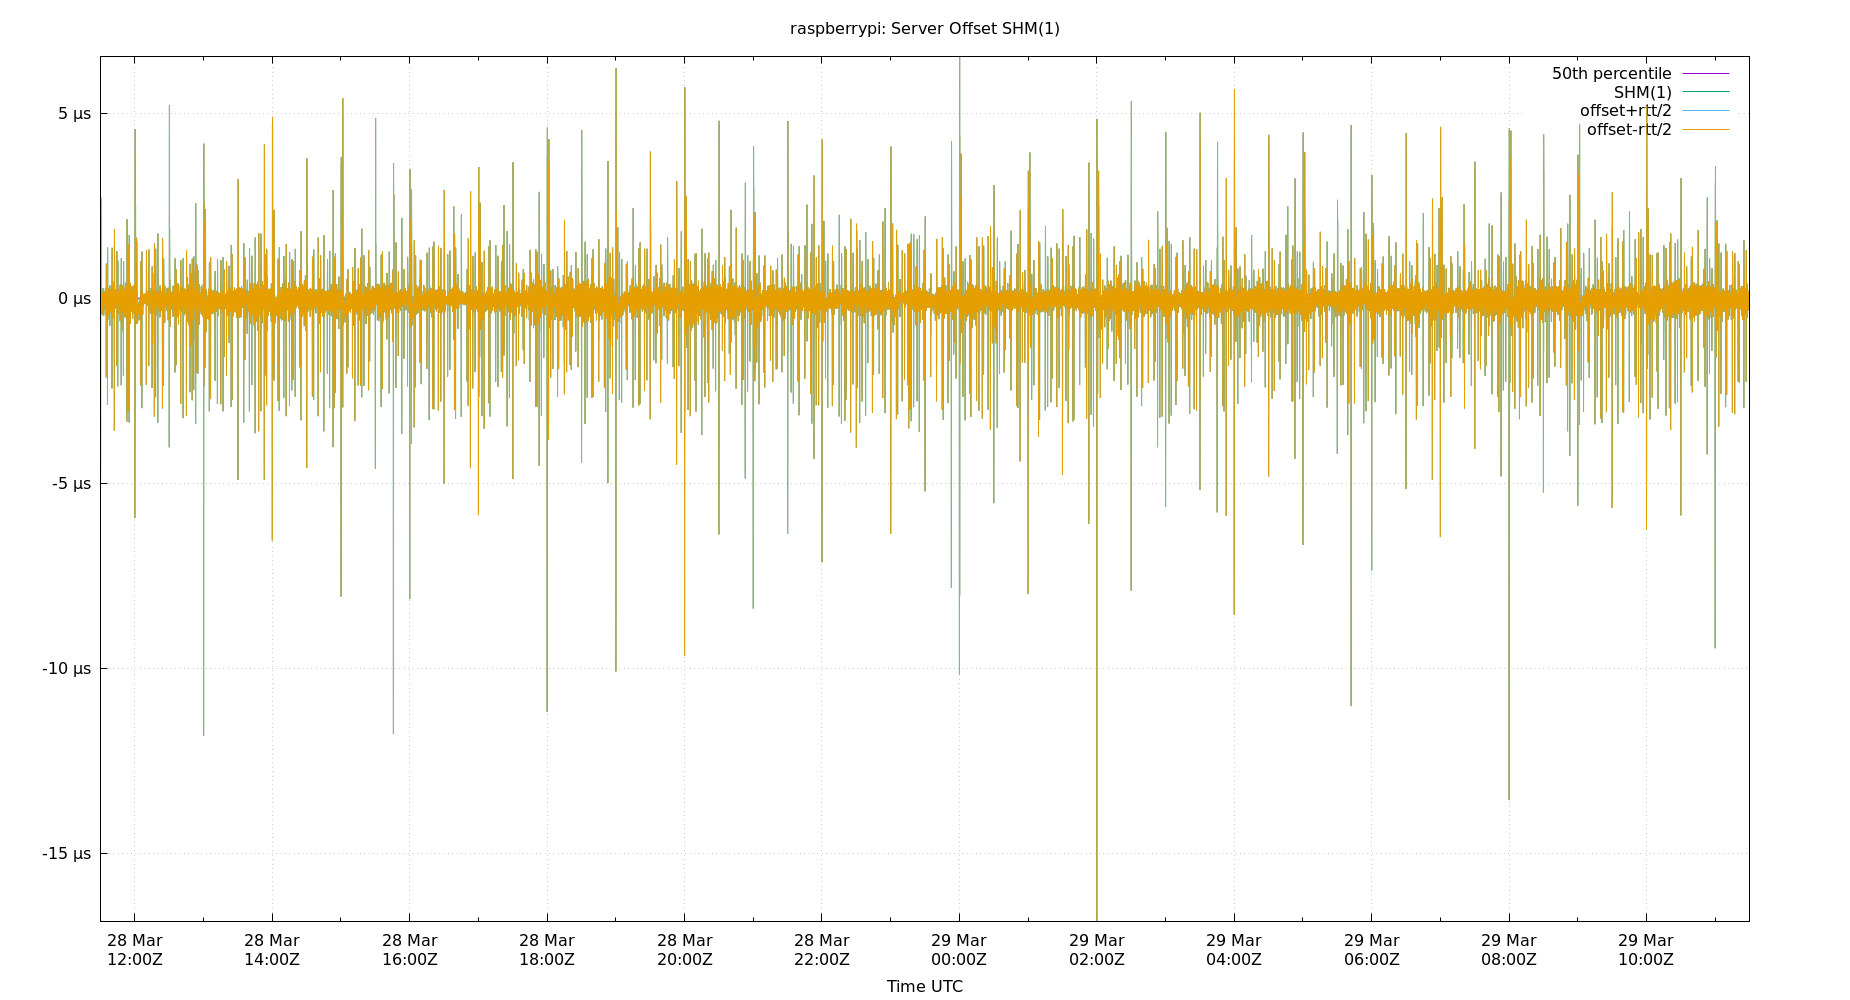 raspberrypi: Server Offset SHM(1)
50th percentile
SHM(1)
offset+rtt/2
offset-rtt/2
5 µs
0 µs
-5 µs
-10 µs
-15 µs
28 Mar 28 Mar 28 Mar 28 Mar 28 Mar 28 Mar 29 Mar 29 Mar 29 Mar 29 Mar 29 Mar 29 Mar
12:00Z 14:00Z 16:00Z 18:00Z 20:00Z 22:00Z 00:00Z 02:00Z 04:00Z 06:00Z 08:00Z 10:00Z
Time UTC